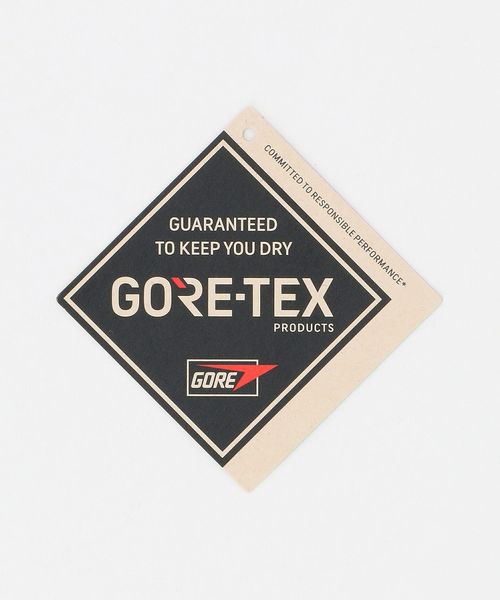 COMMITTED TO RESPONSIBLE PERFORMANCE*
GUARANTEED
TO KEEP YOU DRY
GORE-TEX
PRODUCTS
GORE